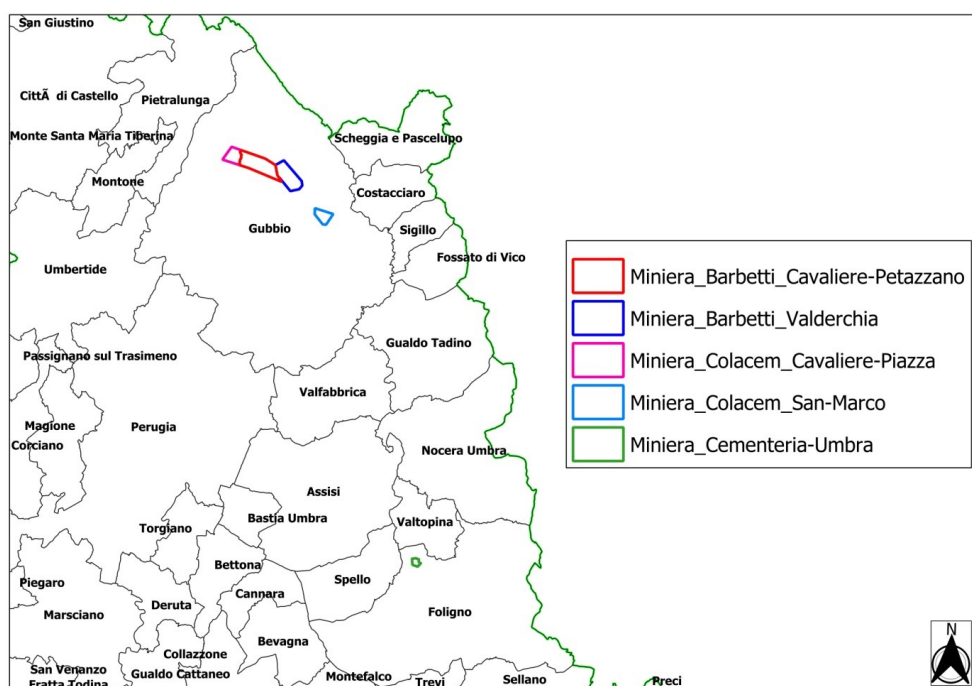 San Giustino
CittÃ  di Castello
Pietralunga
Monte Santa Maria Tiberina
Scheggia e Pascelupo
Montone
Costacciaro
Gubbio
Sigillo
Fossato di Vico
Umbertide
Gualdo Tadino
Passignano sul Trasimeno
Valfabbrica
Magione
Perugia
Corciano
Nocera Umbra
Assisi
Bastia Umbra
Valtopina
Torgiano
Bettona
Piegaro
Spello
Cannara
Deruta
Marsciano
Foligno
Bevagna
Collazzone
San Venanzo
Gualdo Cattaneo
Montefalco
Trevi
Sellano
Preci
Fratta Todina
Miniera_Barbetti_Cavaliere-Petazzano
Miniera_Barbetti_Valderchia
Miniera_Colacem_Cavaliere-Piazza
Miniera_Colacem_San-Marco
Miniera_Cementeria-Umbra
N